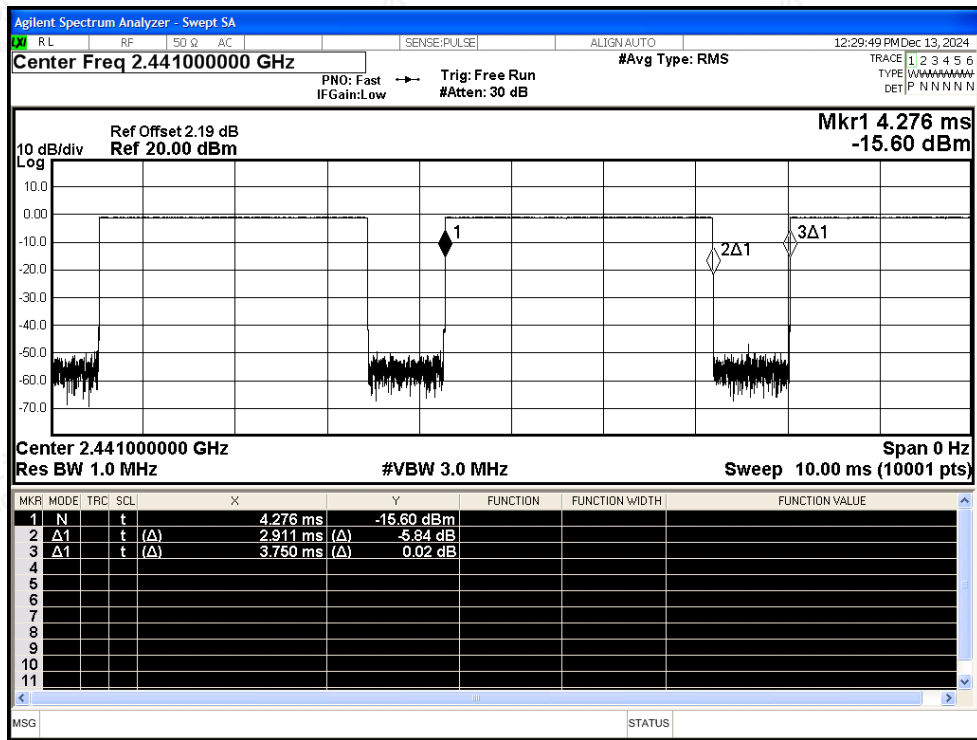 Agilent Spectrum Analyzer - Swept SA
LXI RL RF 50 Ω AC SENSE:PULSE ALIGN AUTO 12:29:49 PM Dec 13, 2024
Center Freq 2.441000000 GHz #Avg Type: RMS TRACE 1 2 3 4 5 6
PNO: Fast Trig: Free Run TYPE WWWWWW
IFGain:Low #Atten: 30 dB DET P N N N N N
Mkr1 4.276 ms
-15.60 dBm
Ref Offset 2.19 dB
10 dB/div Ref 20.00 dBm
Log
10.0
0.00
-10.0
-20.0
-30.0
-40.0
-50.0
-60.0
-70.0
1
2Δ1
3Δ1
Center 2.441000000 GHz Span 0 Hz
Res BW 1.0 MHz #VBW 3.0 MHz Sweep 10.00 ms (10001 pts)
MKR MODE TRC SCL X Y FUNCTION FUNCTION WIDTH FUNCTION VALUE
1 N t 4.276 ms -15.60 dBm
2 Δ1 t (Δ) 2.911 ms (Δ) -5.84 dB
3 Δ1 t (Δ) 3.750 ms (Δ) 0.02 dB
4
5
6
7
8
9
10
11
MSG STATUS